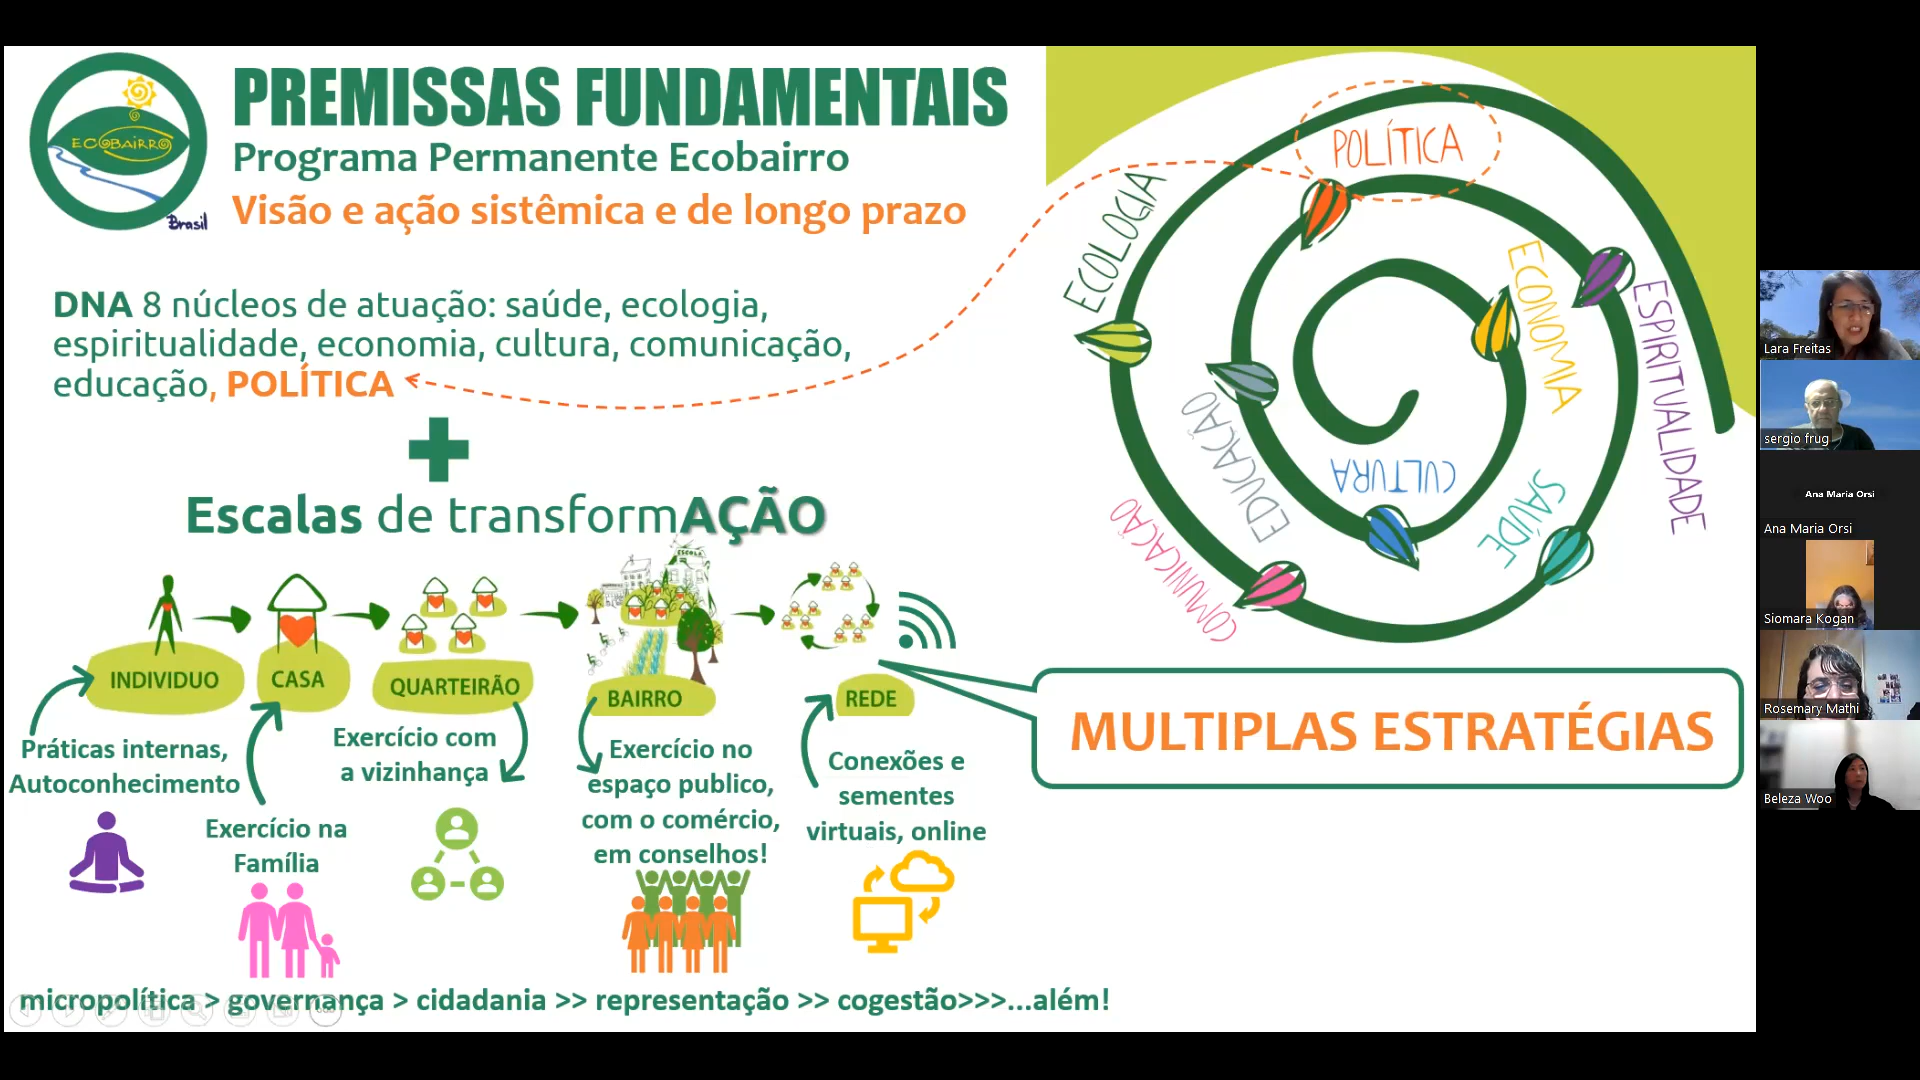 ECOBAIRRO
Brasil
PREMISSAS FUNDAMENTAIS
Programa Permanente Ecobairro
Visão e ação sistêmica e de longo prazo
DNA 8 núcleos de atuação: saúde, ecologia,
espiritualidade, economia, cultura, comunicação,
educação, POLÍTICA
Escalas de transformAÇÃO
ESCOLA
INDIVIDUO
CASA
QUARTEIRÃO
BAIRRO
REDE
Práticas internas,
Autoconhecimento
Exercício na
Família
Exercício com
a vizinhança
Exercício no
espaço publico,
com o comércio,
em conselhos!
Conexões e
sementes
virtuais, online
micropolítica > governança > cidadania >> representação >> cogestão>>>...além!
POLÍTICA
ECOLOGIA
ECONOMIA
ESPIRITUALIDADE
EDUCAÇÃO
CULTURA
SAÚDE
COMUNICAÇÃO
MULTIPLAS ESTRATÉGIAS
Lara Freitas
sergio frug
Ana Maria Orsi
Ana Maria Orsi
Siomara Kogan
Rosemary Mathi
Beleza Woo